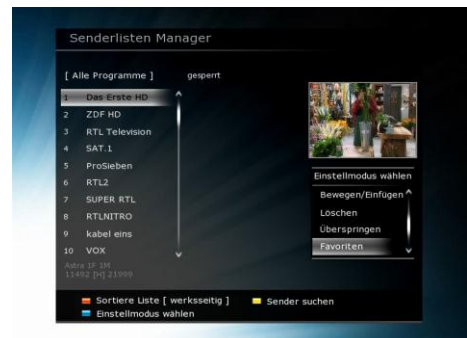 Senderlisten Manager
[ Alle Programme ] gesperrt
1 Das Erste HD
2 ZDF HD
3 RTL Television
4 SAT.1
5 ProSieben
6 RTL2
7 SUPER RTL
8 RTLNITRO
9 kabel eins
10 VOX
Astra 1F 1M
11492 [H] 21999
Einstellmodus wählen
Bewegen/Einfügen
Löschen
Überspringen
Favoriten
Sortiere Liste [ werksseitig ] Sender suchen
Einstellmodus wählen